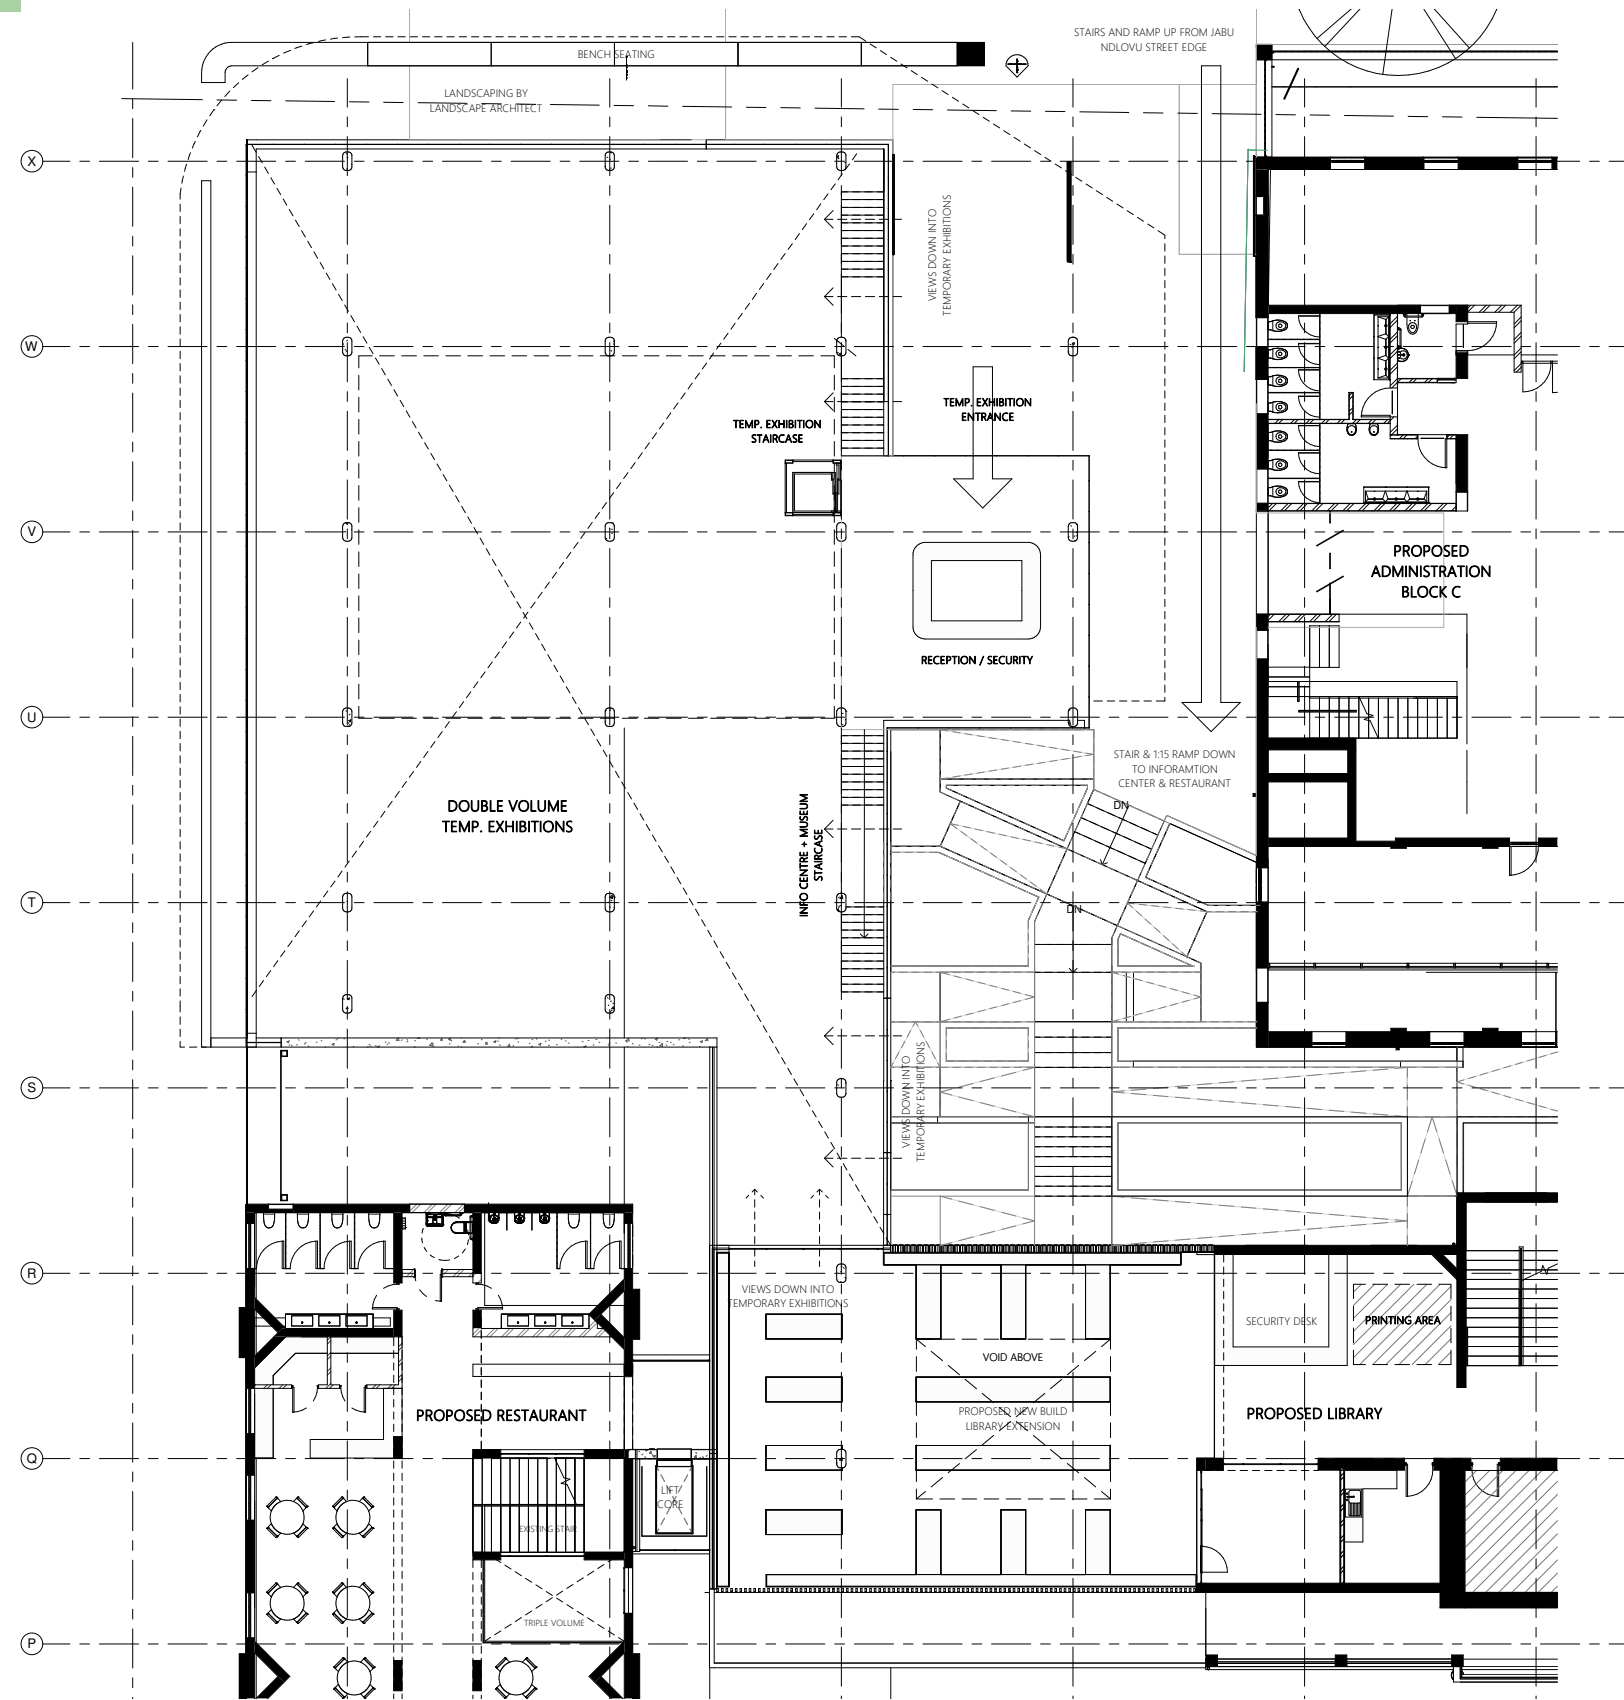 STAIRS AND RAMP UP FROM JABU
NDLOVU STREET EDGE
BENCH SEATING
LANDSCAPING BY
LANDSCAPE ARCHITECT
X
VIEWS DOWN INTO
TEMPORARY EXHIBITIONS
W
TEMP. EXHIBITION
ENTRANCE
TEMP. EXHIBITION
STAIRCASE
V
PROPOSED
ADMINISTRATION
BLOCK C
RECEPTION / SECURITY
U
STAIR & 1:15 RAMP DOWN
TO INFORAMTION
CENTER & RESTAURANT
DN
DOUBLE VOLUME
TEMP. EXHIBITIONS
INFO CENTRE + MUSEUM
STAIRCASE
T
DN
VIEWS DOWN INTO
TEMPORARY EXHIBITIONS
S
R
VIEWS DOWN INTO
TEMPORARY EXHIBITIONS
SECURITY DESK
PRINTING AREA
VOID ABOVE
PROPOSED NEW BUILD
LIBRARY EXTENSION
PROPOSED RESTAURANT
PROPOSED LIBRARY
Q
LIFT/
CORE
EXISTING STAIR
TRIPLE VOLUME
P